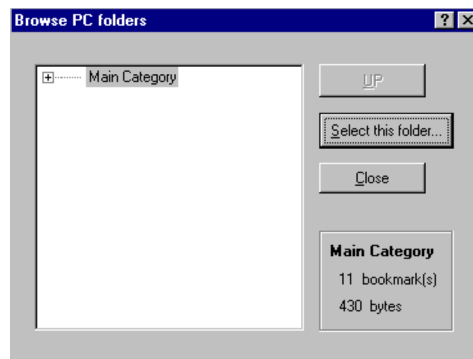 Browse PC folders
Main Category
UP
Select this folder...
Close
Main Category
11 bookmark(s)
430 bytes